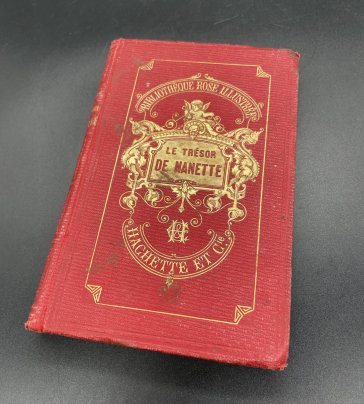 BIBLIOTHÈQUE ROSE ILLUSTRÉE
LE TRÉSOR
DE NANETTE
H
HACHETTE ET Cie